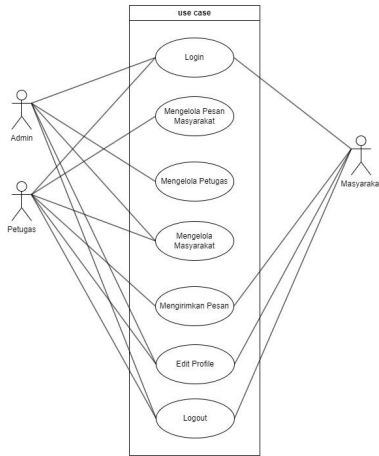 use case
Login
Mengelola Pesan
Masyarakat
Admin
Masyaraka
Mengelola Petugas
Petugas
Mengelola
Masyarakat
Mengirimkan Pesan
Edit Profile
Logout